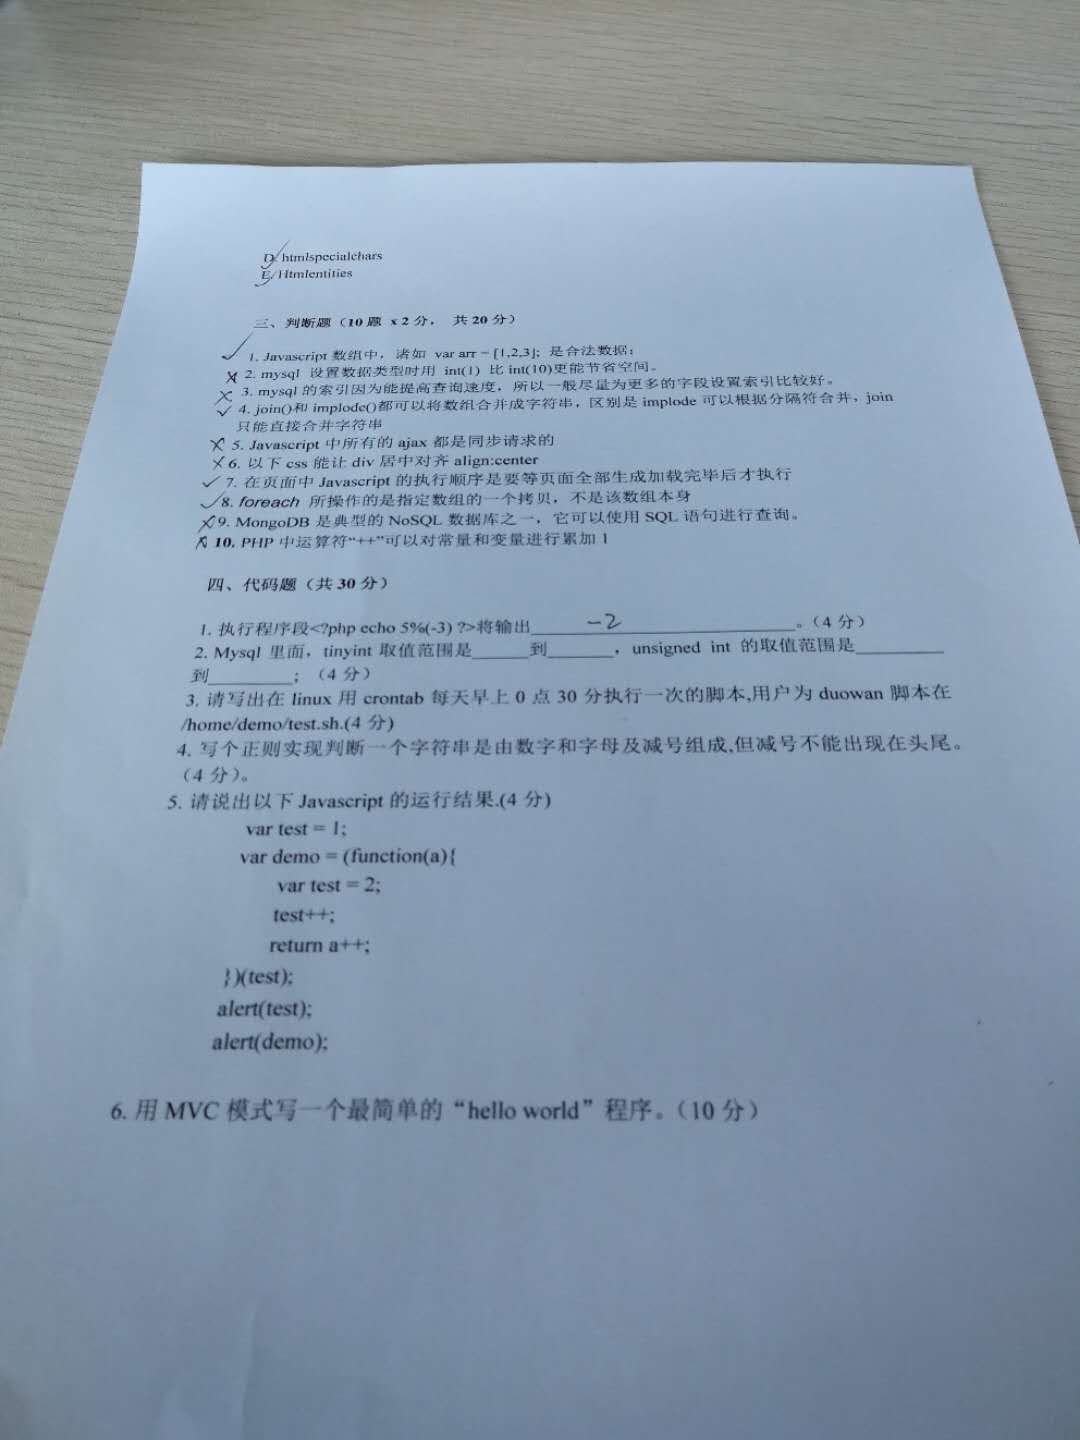 D. htmlspecialchars
E. Htmlentities
三、判断题（10 题 x 2 分， 共 20 分）
✓ 1. Javascript 数组中，诸如 var arr = [1,2,3]; 是合法数据；
✗ 2. mysql 设置数据类型时用 int(1) 比 int(10)更能节省空间。
✗ 3. mysql 的索引因为能提高查询速度，所以一般尽量为更多的字段设置索引比较好。
✓ 4. join()和 implode()都可以将数组合并成字符串，区别是 implode 可以根据分隔符合并，join
只能直接合并字符串
✗ 5. Javascript 中所有的 ajax 都是同步请求的
✗ 6. 以下 css 能让 div 居中对齐 align:center
✓ 7. 在页面中 Javascript 的执行顺序是要等页面全部生成加载完毕后才执行
✓ 8. foreach 所操作的是指定数组的一个拷贝，不是该数组本身
✗ 9. MongoDB 是典型的 NoSQL 数据库之一，它可以使用 SQL 语句进行查询。
✗ 10. PHP 中运算符“++”可以对常量和变量进行累加 1
四、代码题（共 30 分）
1. 执行程序段<?php echo 5%(-3) ?>将输出____-2____。（4 分）
2. Mysql 里面，tinyint 取值范围是______到_______，unsigned int 的取值范围是_________
到_________；（4 分）
3. 请写出在 linux 用 crontab 每天早上 0 点 30 分执行一次的脚本,用户为 duowan 脚本在
/home/demo/test.sh.(4 分)
4. 写个正则实现判断一个字符串是由数字和字母及减号组成,但减号不能出现在头尾。
（4 分）。
5. 请说出以下 Javascript 的运行结果.(4 分)
var test = 1;
var demo = (function(a){
var test = 2;
test++;
return a++;
})(test);
alert(test);
alert(demo);
6. 用 MVC 模式写一个最简单的“hello world”程序。（10 分）